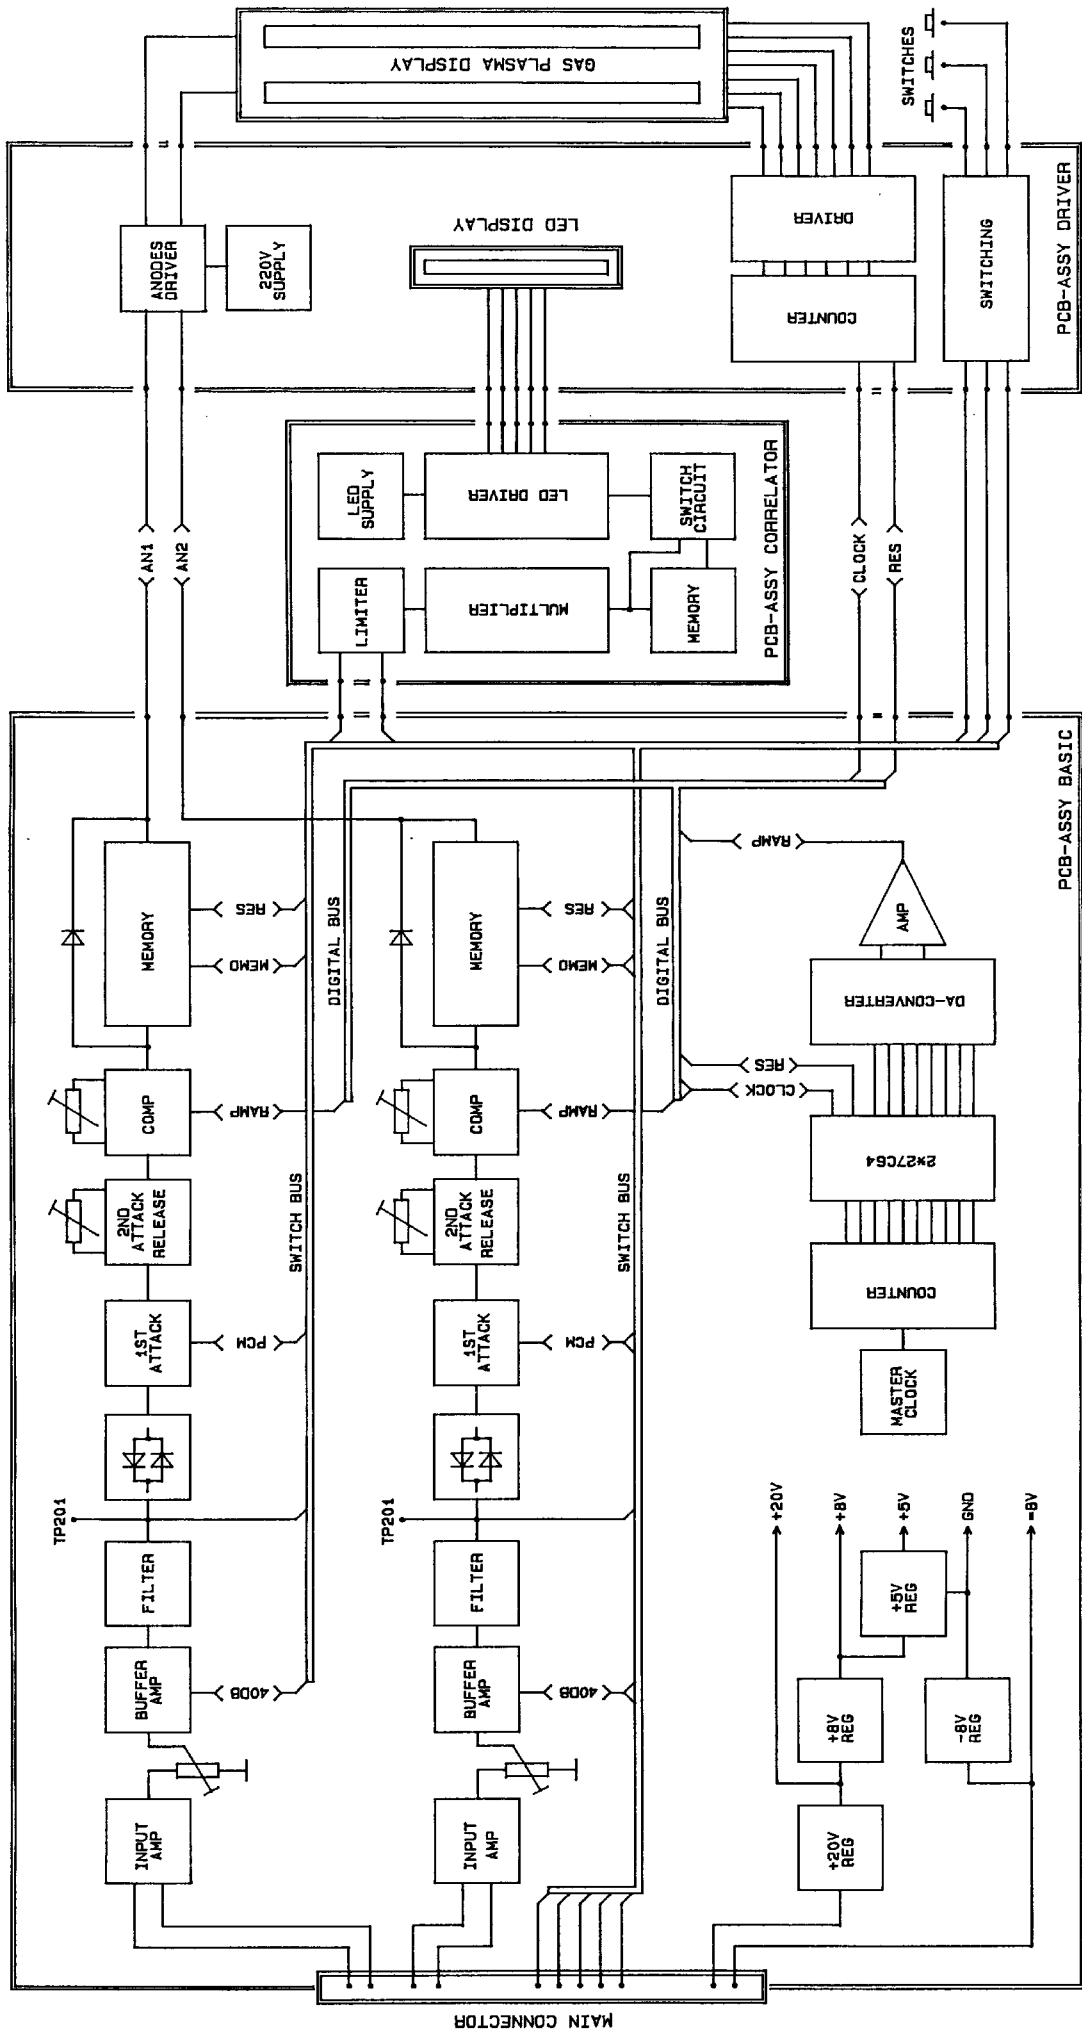 MAIN CONNECTOR
INPUT
AMP
BUFFER
AMP
40DB
FILTER
TP201
1ST
ATTACK
PCM
2ND
ATTACK
RELEASE
COMP
RAMP
MEMORY
MEMO
RES
SWITCH BUS
DIGITAL BUS
INPUT
AMP
BUFFER
AMP
40DB
FILTER
TP201
1ST
ATTACK
PCM
2ND
ATTACK
RELEASE
COMP
RAMP
MEMORY
MEMO
RES
SWITCH BUS
DIGITAL BUS
+20V
REG
+8V
REG
-8V
REG
+5V
REG
+20V
+8V
+5V
GND
=8V
MASTER
CLOCK
COUNTER
2*27C64
CLOCK
RES
DA-CONVERTER
AMP
RAMP
PCB-ASSY BASIC
AN1
AN2
LIMITER
MULTIPLIER
MEMORY
LED
SUPPLY
LED DRIVER
SWITCH
CIRCUIT
PCB-ASSY CORRELATOR
CLOCK
RES
ANODES
DRIVER
220V
SUPPLY
LED DISPLAY
COUNTER
DRIVER
SWITCHING
PCB-ASSY DRIVER
GAS PLASMA DISPLAY
SWITCHES